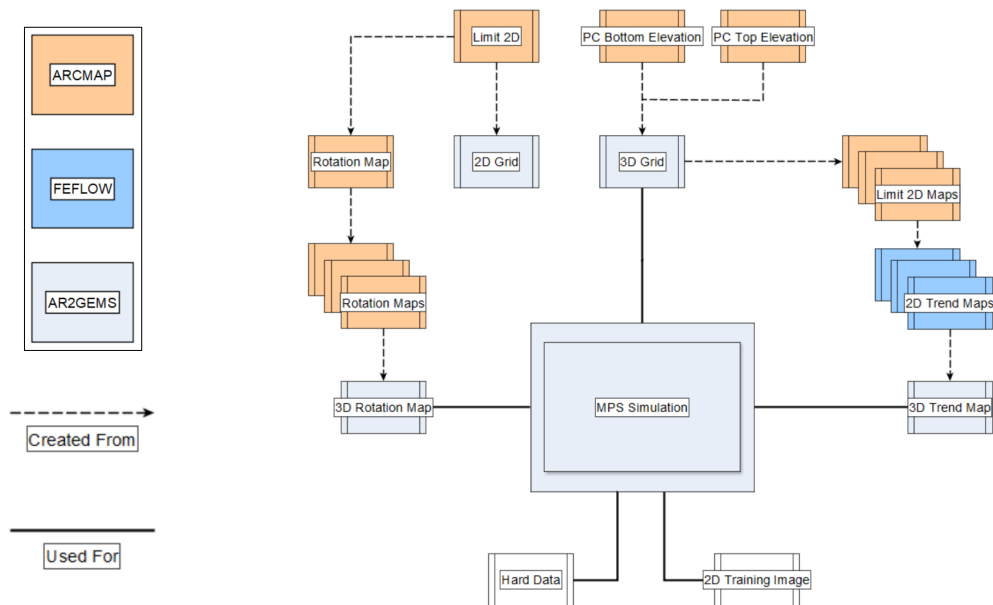 ARCMAP
FEFLOW
AR2GEMS
Created From
Used For
Limit 2D
PC Bottom Elevation
PC Top Elevation
Rotation Map
2D Grid
3D Grid
Limit 2D Maps
Rotation Maps
2D Trend Maps
3D Rotation Map
MPS Simulation
3D Trend Map
Hard Data
2D Training Image